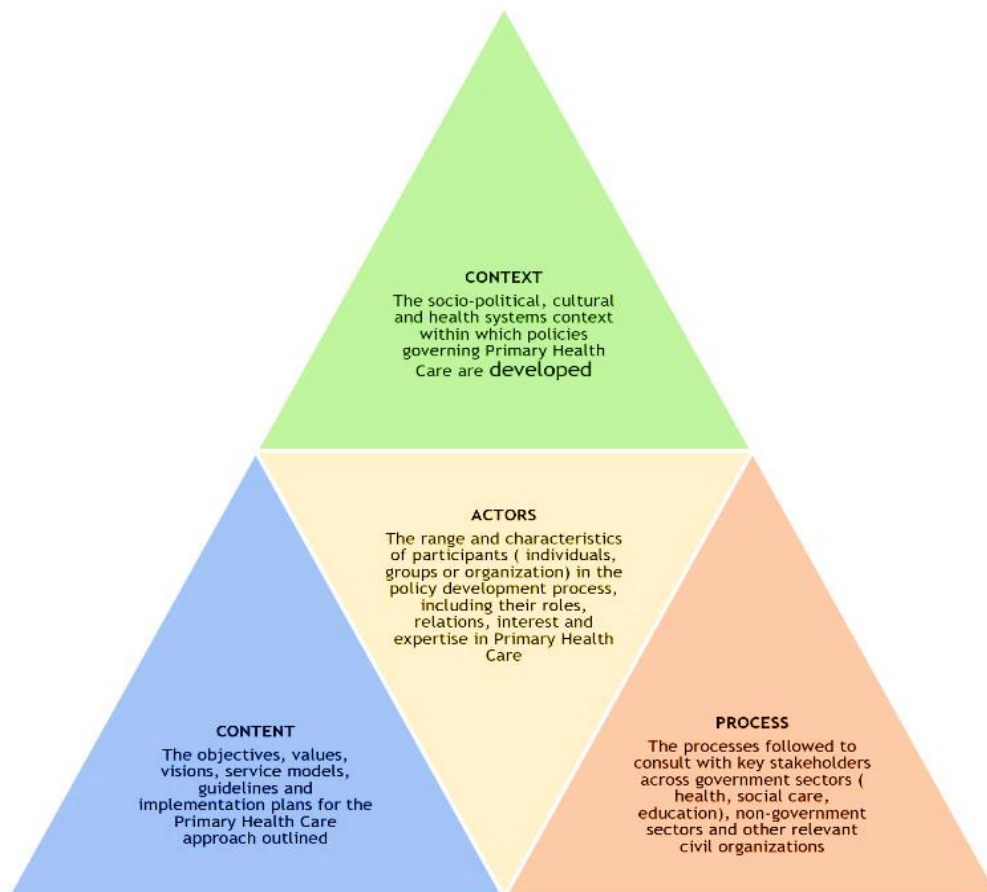 CONTEXT
The socio-political, cultural
and health systems context
within which policies
governing Primary Health
Care are developed
ACTORS
The range and characteristics
of participants ( individuals,
groups or organization) in the
policy development process,
including their roles,
relations, interest and
expertise in Primary Health
Care
CONTENT
The objectives, values,
visions, service models,
guidelines and
implementation plans for the
Primary Health Care
approach outlined
PROCESS
The processes followed to
consult with key stakeholders
across government sectors (
health, social care,
education), non-government
sectors and other relevant
civil organizations